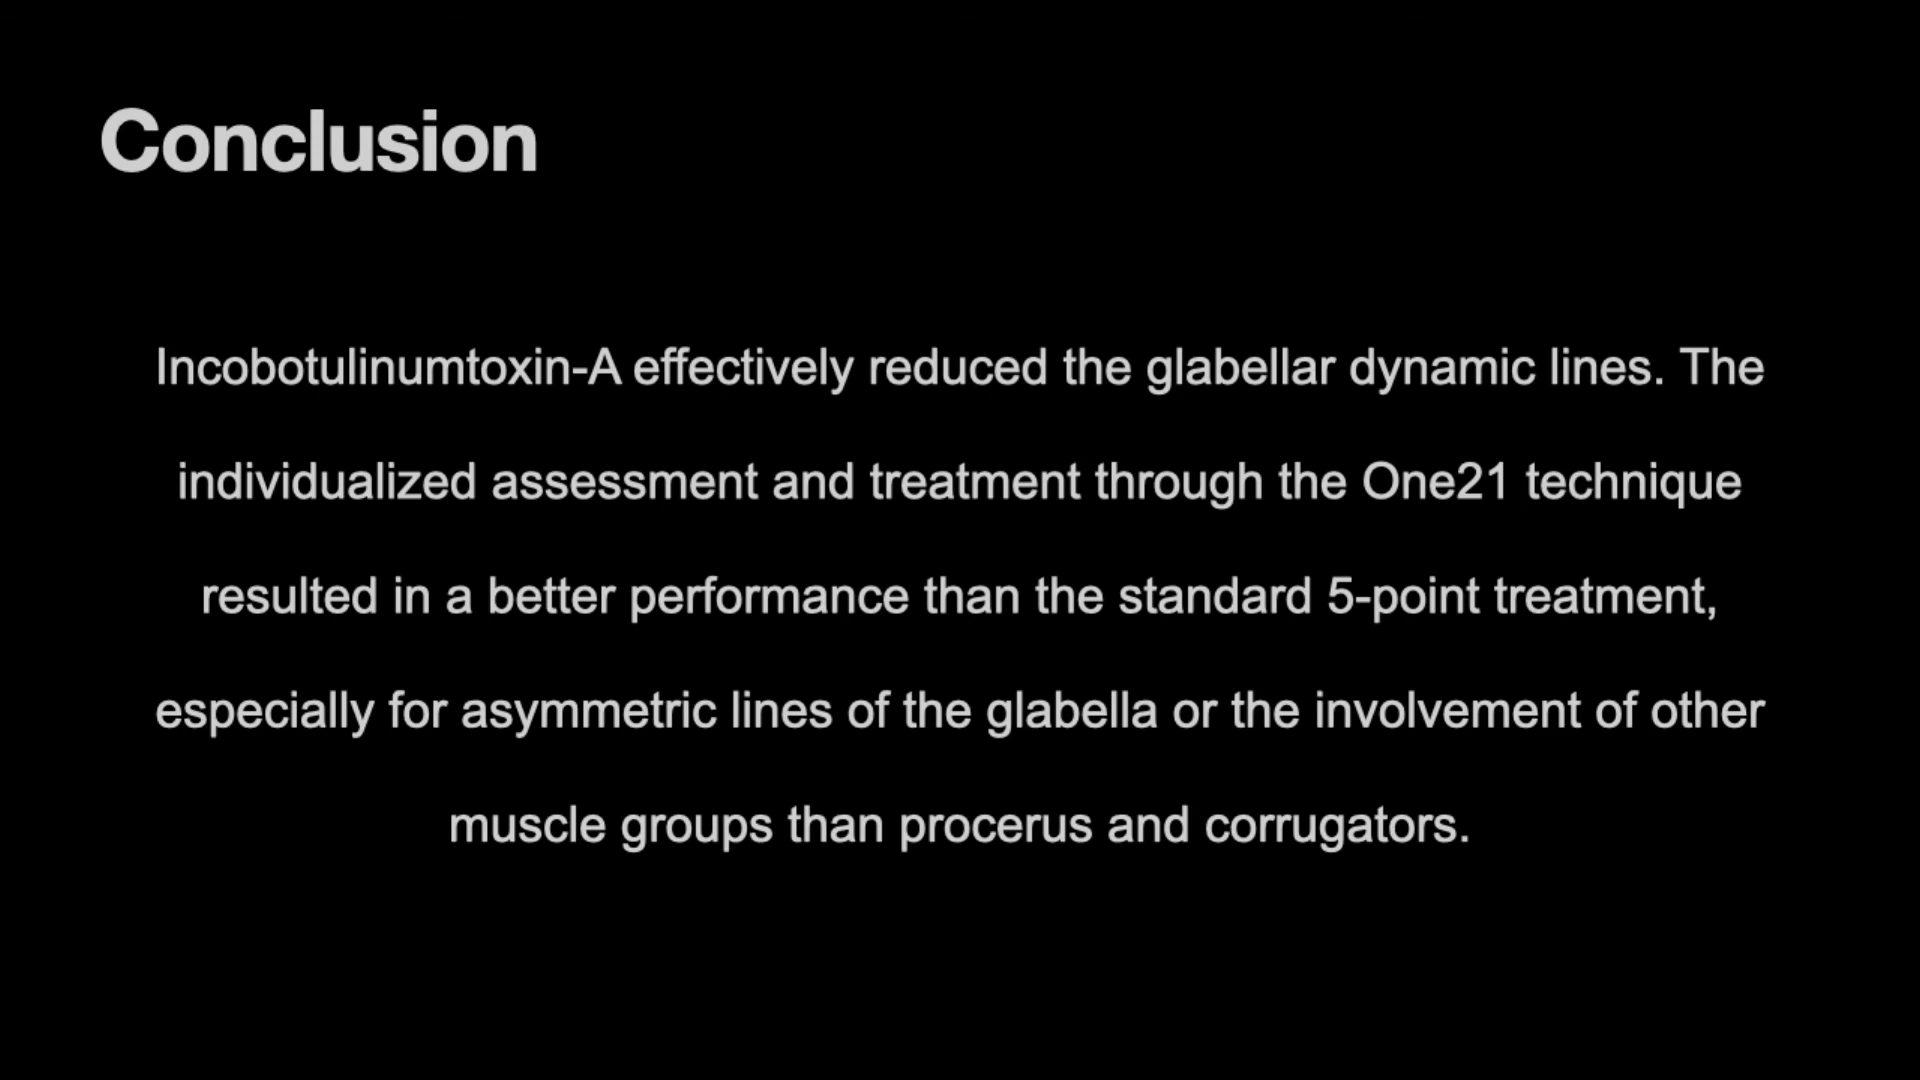 Conclusion
Incobotulinumtoxin-A effectively reduced the glabellar dynamic lines. The
individualized assessment and treatment through the One21 technique
resulted in a better performance than the standard 5-point treatment,
especially for asymmetric lines of the glabella or the involvement of other
muscle groups than procerus and corrugators.